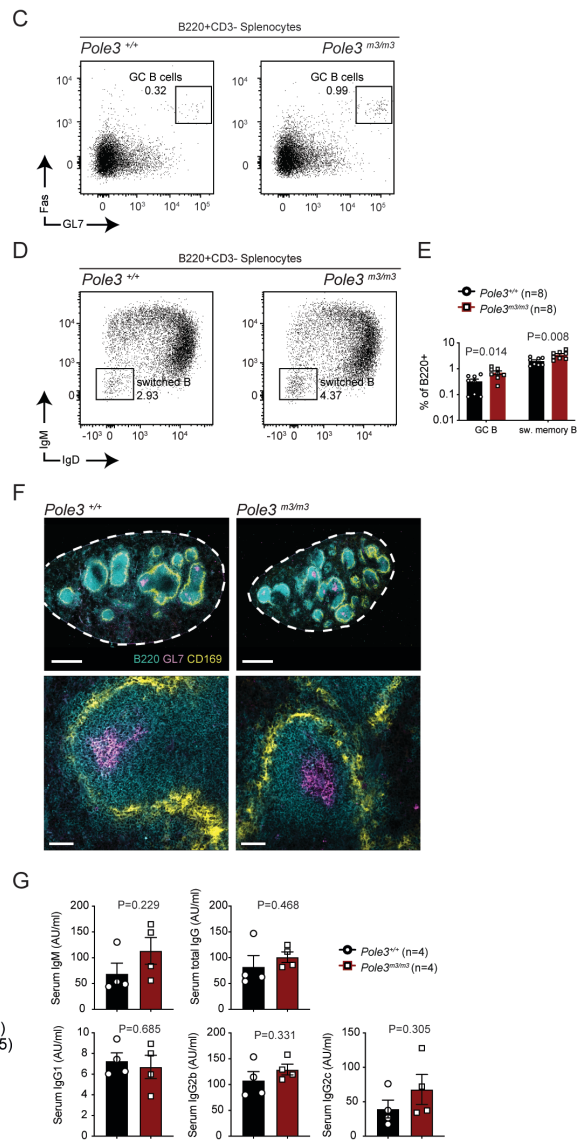 C
B220+CD3- Splenocytes
Pole3 +/+ Pole3 m3/m3
GC B cells
0.32
GC B cells
0.99
10⁴
10³
0
0 10³ 10⁴ 10⁵
0 10³ 10⁴ 10⁵
Fas
GL7
D
B220+CD3- Splenocytes
Pole3 +/+ Pole3 m3/m3
10⁴
10³
0
switched B
2.93
switched B
4.37
-10³ 0 10³ 10⁴
-10³ 0 10³ 10⁴
IgM
IgD
E
Pole3+/+ (n=8)
Pole3m3/m3 (n=8)
P=0.008
P=0.014
% of B220+
100
10
1
0.1
0.01
GC B sw. memory B
F
Pole3 +/+ Pole3 m3/m3
B220 GL7 CD169
G
P=0.229
Serum IgM (AU/ml)
200
150
100
50
0
P=0.468
Serum total IgG (AU/ml)
200
150
100
50
0
Pole3+/+ (n=4)
Pole3m3/m3 (n=4)
)
5)
P=0.685
Serum IgG1 (AU/ml)
10
8
6
4
2
0
P=0.331
Serum IgG2b (AU/ml)
200
150
100
50
0
P=0.305
Serum IgG2c (AU/ml)
150
100
50
0